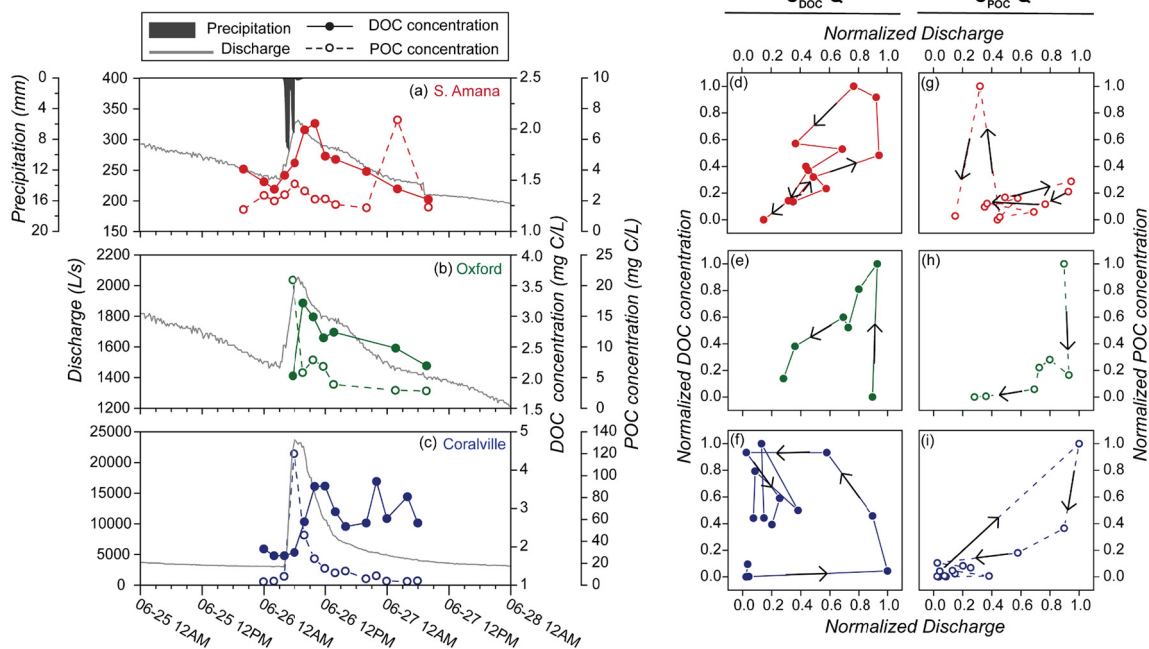 Precipitation
DOC concentration
Discharge
POC concentration
DOC
POC
Normalized Discharge
0.0 0.2 0.4 0.6 0.8 1.0
0.0 0.2 0.4 0.6 0.8 1.0
Precipitation (mm)
0
4
8
12
16
20
400
350
300
250
200
150
(a) S. Amana
2.5
2.0
1.5
1.0
10
8
6
4
2
0
Discharge (L/s)
2200
2000
1800
1600
1400
1200
(b) Oxford
4.0
3.5
3.0
2.5
2.0
1.5
25
20
15
10
5
0
25000
20000
15000
10000
5000
0
(c) Coralville
5
4
3
2
1
140
120
100
80
60
40
20
0
DOC concentration (mg C/L)
POC concentration (mg C/L)
06-25 12AM
06-25 12PM
06-26 12AM
06-26 12PM
06-27 12AM
06-27 12PM
06-28 12AM
Normalized DOC concentration
1.0
0.8
0.6
0.4
0.2
0.0
(d)
(g)
1.0
0.8
0.6
0.4
0.2
0.0
1.0
0.8
0.6
0.4
0.2
0.0
(e)
(h)
1.0
0.8
0.6
0.4
0.2
0.0
1.0
0.8
0.6
0.4
0.2
0.0
(f)
(i)
1.0
0.8
0.6
0.4
0.2
0.0
Normalized POC concentration
0.0 0.2 0.4 0.6 0.8 1.0
0.0 0.2 0.4 0.6 0.8 1.0
Normalized Discharge